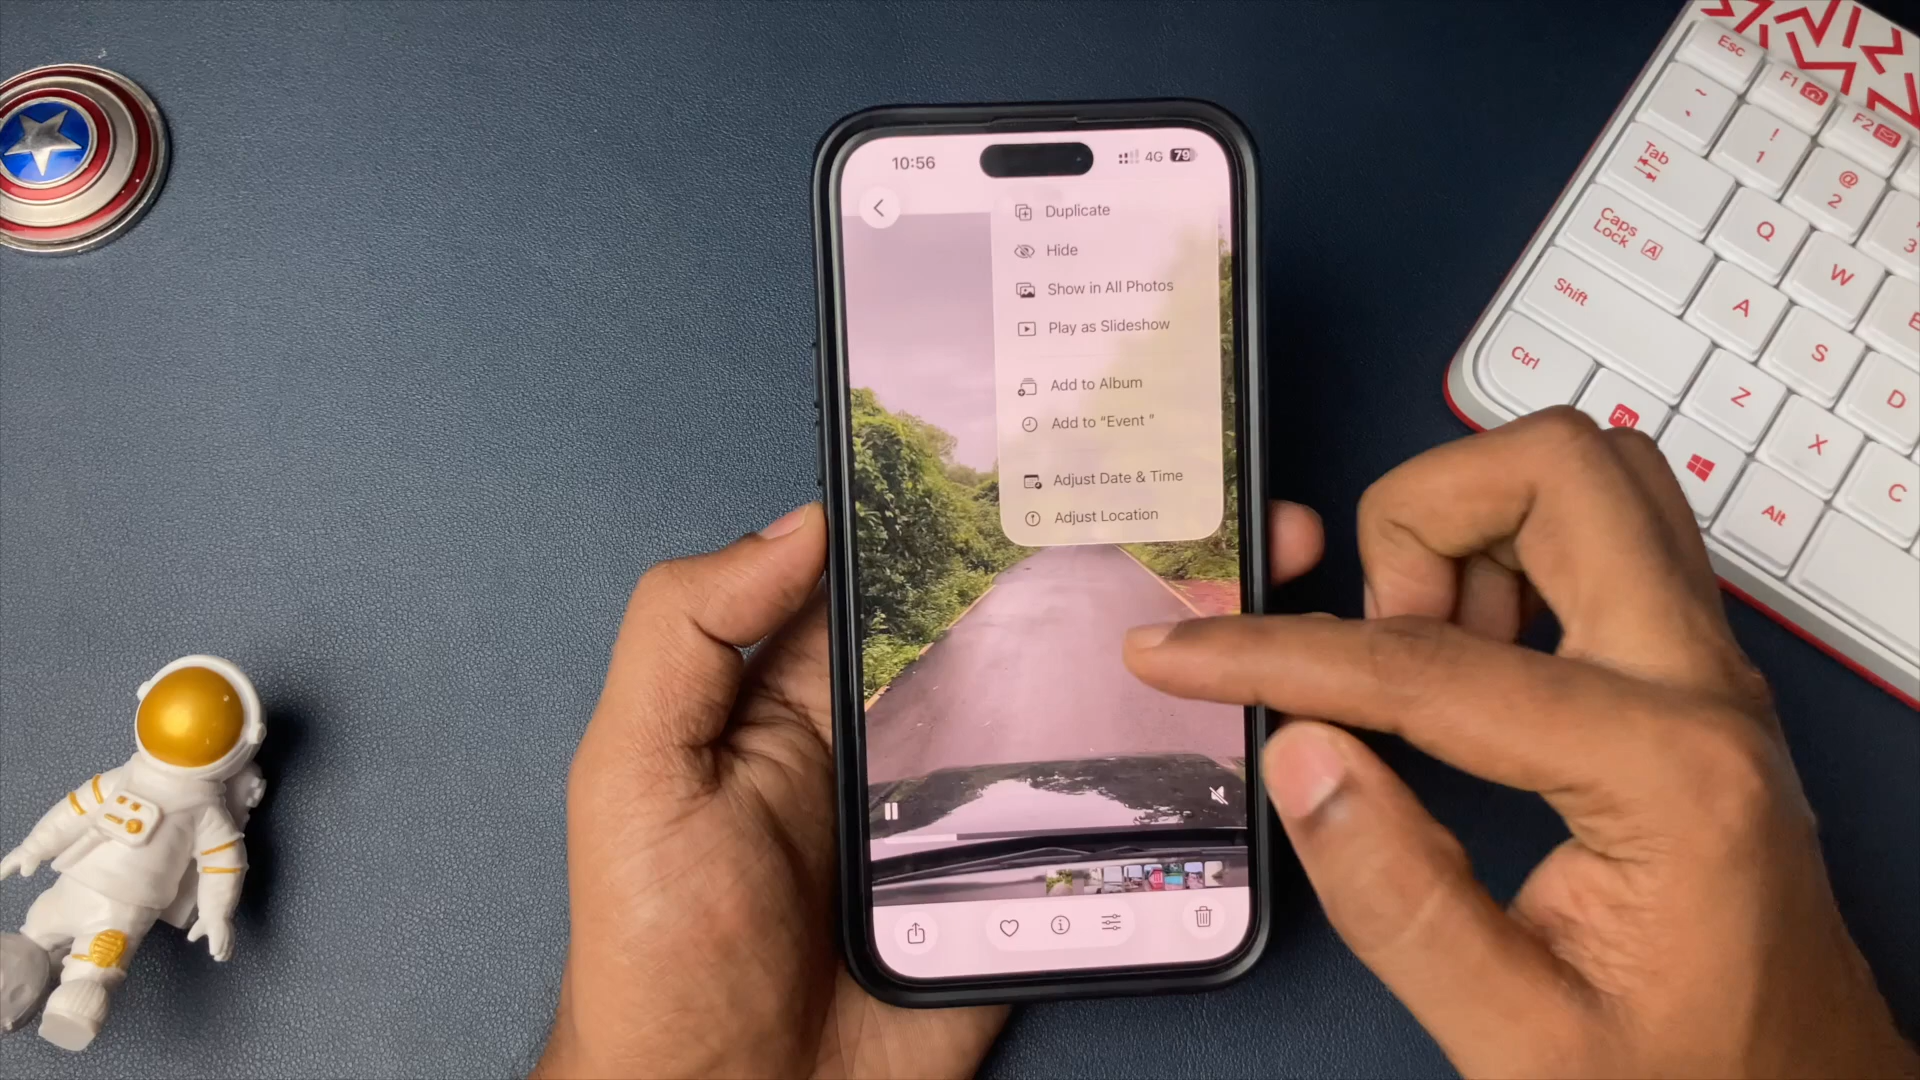 10:56
4G
79
Duplicate
Hide
Show in All Photos
Play as Slideshow
Add to Album
Add to “Event ”
Adjust Date & Time
Adjust Location
Esc
F1
F2
~
!
1
@
2
3
Tab
Q
W
Caps Lock A
A
S
D
Shift
Z
X
C
Ctrl
FN
Alt